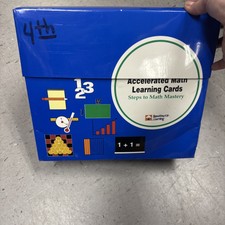 4th
Accelerated Math
Learning Cards
Steps to Math Mastery
1 2 3
1 + 1 =